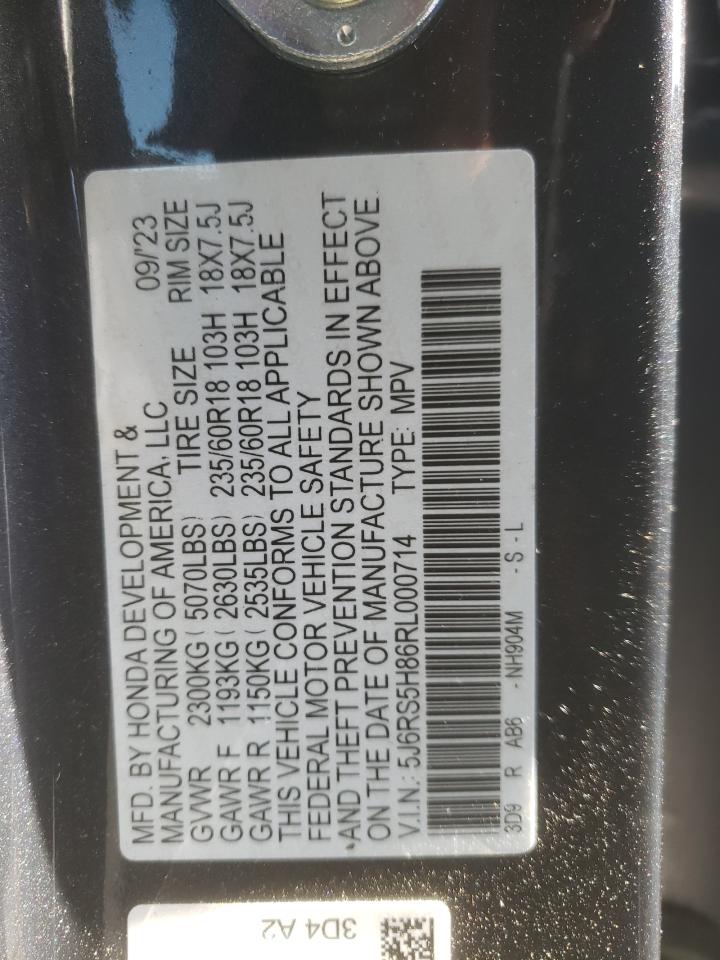 MFD. BY HONDA DEVELOPMENT &
MANUFACTURING OF AMERICA, LLC 09/'23
GVWR 2300KG ( 5070LBS) TIRE SIZE RIM SIZE
GAWR F 1193KG ( 2630LBS) 235/60R18 103H 18X7.5J
GAWR R 1150KG ( 2535LBS) 235/60R18 103H 18X7.5J
THIS VEHICLE CONFORMS TO ALL APPLICABLE
FEDERAL MOTOR VEHICLE SAFETY
AND THEFT PREVENTION STANDARDS IN EFFECT
ON THE DATE OF MANUFACTURE SHOWN ABOVE.
V.I.N.: 5J6RS5H86RL000714 TYPE: MPV
3D9 R AB6 - NH904M - S - L
3D4 A2